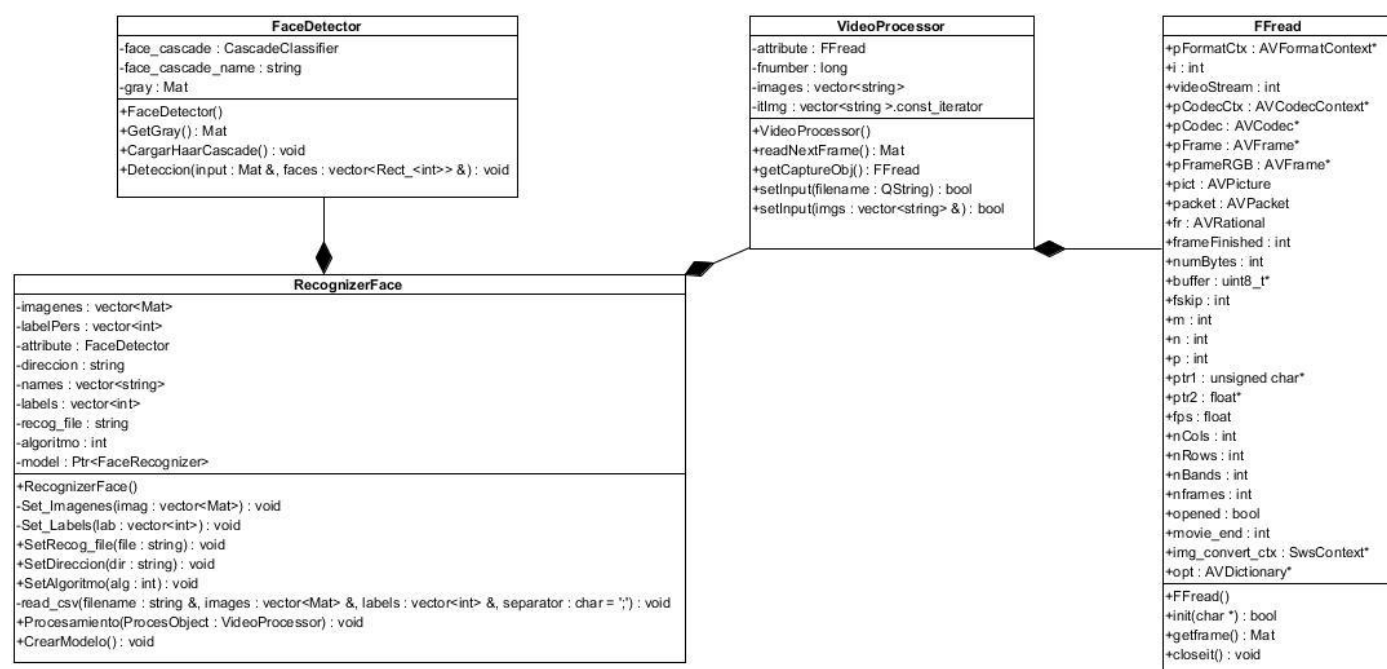 FaceDetector
-face_cascade : CascadeClassifier
-face_cascade_name : string
-gray : Mat
+FaceDetector()
+GetGray() : Mat
+CargarHaarCascade() : void
+Deteccion(input : Mat &, faces : vector<Rect_<int>> &) : void
VideoProcessor
-attribute : FFread
-fnumber : long
-images : vector<string>
-itImg : vector<string >.const_iterator
+VideoProcessor()
+readNextFrame() : Mat
+getCaptureObj() : FFread
+setInput(filename : QString) : bool
+setInput(imgs : vector<string> &) : bool
FFread
+pFormatCtx : AVFormatContext*
+i : int
+videoStream : int
+pCodecCtx : AVCodecContext*
+pCodec : AVCodec*
+pFrame : AVFrame*
+pFrameRGB : AVFrame*
+pict : AVPicture
+packet : AVPacket
+fr : AVRational
+frameFinished : int
+numBytes : int
+buffer : uint8_t*
+fskip : int
+m : int
+n : int
+p : int
+ptr1 : unsigned char*
+ptr2 : float*
+fps : float
+nCols : int
+nRows : int
+nBands : int
+nframes : int
+opened : bool
+movie_end : int
+img_convert_ctx : SwsContext*
+opt : AVDictionary*
+FFread()
+init(char *) : bool
+getframe() : Mat
+closeit() : void
RecognizerFace
-imagenes : vector<Mat>
-labelPers : vector<int>
-attribute : FaceDetector
-direccion : string
-names : vector<string>
-labels : vector<int>
-recog_file : string
-algoritmo : int
-model : Ptr<FaceRecognizer>
+RecognizerFace()
-Set_Imagenes(imag : vector<Mat>) : void
-Set_Labels(lab : vector<int>) : void
+SetRecog_file(file : string) : void
+SetDireccion(dir : string) : void
+SetAlgoritmo(alg : int) : void
-read_csv(filename : string &, images : vector<Mat> &, labels : vector<int> &, separator : char = ';') : void
+Procesamiento(ProcesObject : VideoProcessor) : void
+CrearModelo() : void